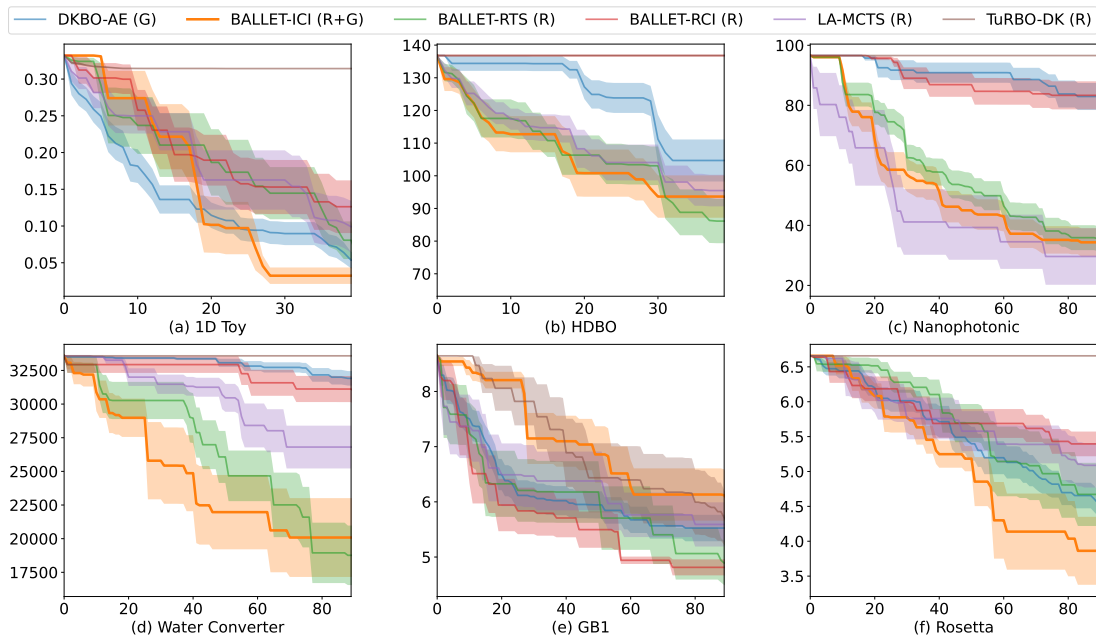 DKBO-AE (G) BALLET-ICI (R+G) BALLET-RTS (R) BALLET-RCI (R) LA-MCTS (R) TuRBO-DK (R)
0.30
0.25
0.20
0.15
0.10
0.05
0 10 20 30
(a) 1D Toy
140
130
120
110
100
90
80
70
0 10 20 30
(b) HDBO
100
80
60
40
20
0 20 40 60 80
(c) Nanophotonic
32500
30000
27500
25000
22500
20000
17500
0 20 40 60 80
(d) Water Converter
8
7
6
5
0 20 40 60 80
(e) GB1
6.5
6.0
5.5
5.0
4.5
4.0
3.5
0 20 40 60 80
(f) Rosetta